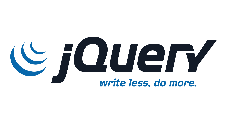 jQuery
write less, do more.